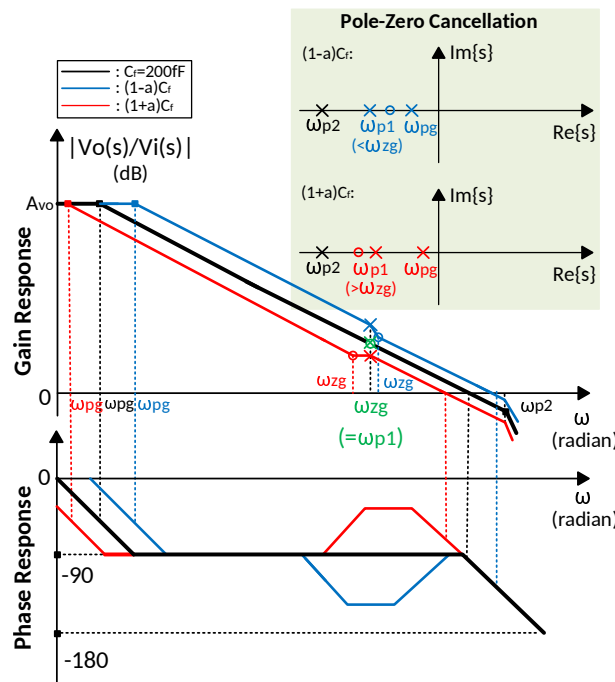 Pole-Zero Cancellation
: Cf=200fF
: (1-a)Cf
: (1+a)Cf
(1-a)Cf:
Im{s}
ωp2
ωp1
(<ωzg)
ωpg
Re{s}
(1+a)Cf:
Im{s}
ωp2
ωp1
(>ωzg)
ωpg
Re{s}
|Vo(s)/Vi(s)|
(dB)
Avo
Gain Response
0
ωpg
ωpg
ωpg
ωzg
ωzg
(=ωp1)
ωzg
ωp2
ω
(radian)
0
ω
(radian)
Phase Response
-90
-180